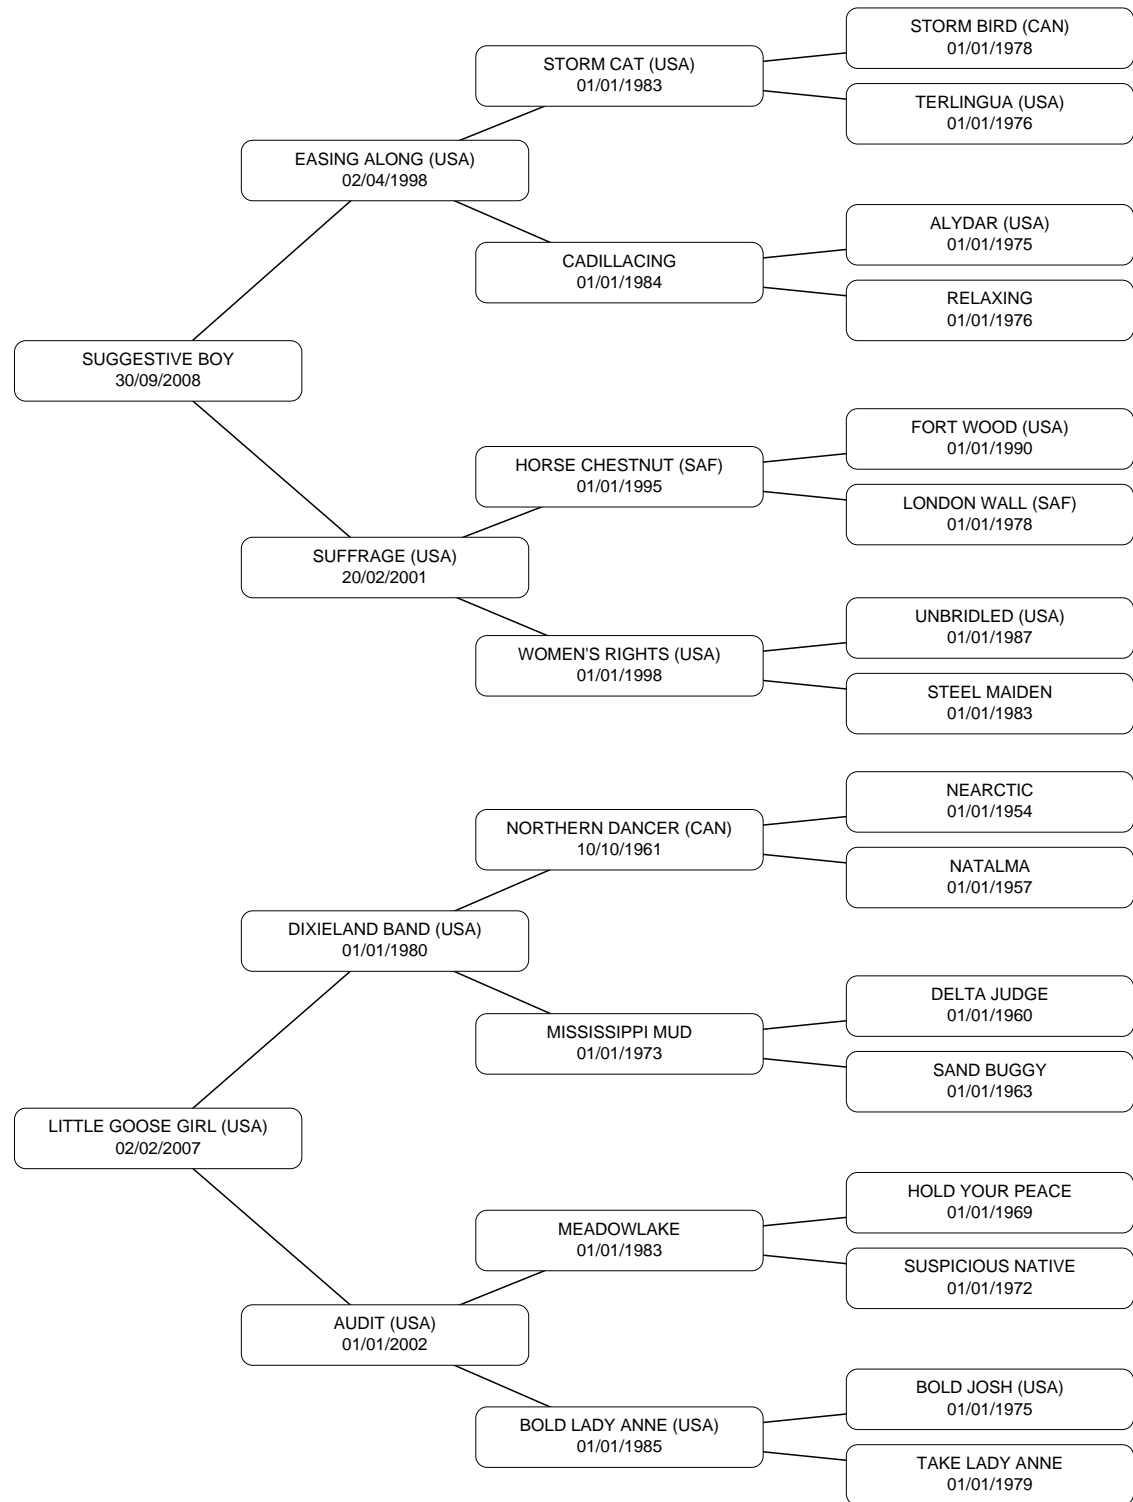 STORM BIRD (CAN)
01/01/1978
STORM CAT (USA)
01/01/1983
TERLINGUA (USA)
01/01/1976
EASING ALONG (USA)
02/04/1998
ALYDAR (USA)
01/01/1975
CADILLACING
01/01/1984
RELAXING
01/01/1976
SUGGESTIVE BOY
30/09/2008
FORT WOOD (USA)
01/01/1990
HORSE CHESTNUT (SAF)
01/01/1995
LONDON WALL (SAF)
01/01/1978
SUFFRAGE (USA)
20/02/2001
UNBRIDLED (USA)
01/01/1987
WOMEN'S RIGHTS (USA)
01/01/1998
STEEL MAIDEN
01/01/1983
NEARCTIC
01/01/1954
NORTHERN DANCER (CAN)
10/10/1961
NATALMA
01/01/1957
DIXIELAND BAND (USA)
01/01/1980
DELTA JUDGE
01/01/1960
MISSISSIPPI MUD
01/01/1973
SAND BUGGY
01/01/1963
LITTLE GOOSE GIRL (USA)
02/02/2007
HOLD YOUR PEACE
01/01/1969
MEADOWLAKE
01/01/1983
SUSPICIOUS NATIVE
01/01/1972
AUDIT (USA)
01/01/2002
BOLD JOSH (USA)
01/01/1975
BOLD LADY ANNE (USA)
01/01/1985
TAKE LADY ANNE
01/01/1979